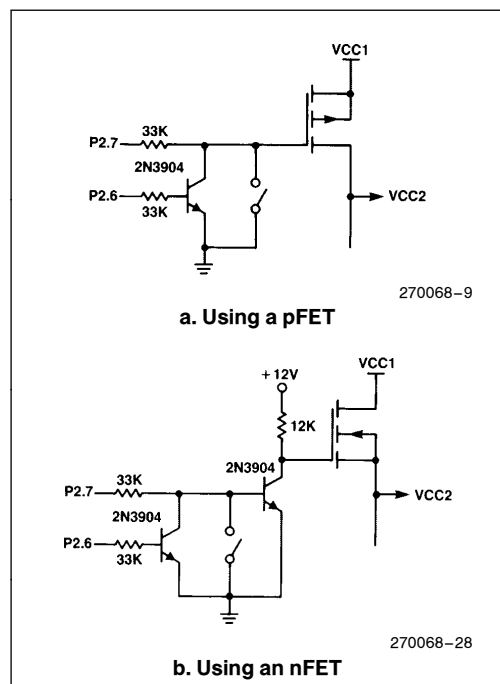 VCC1
33K
P2.7
2N3904
P2.6
33K
VCC2
270068–9
a. Using a pFET
VCC1
+12V
12K
2N3904
33K
P2.7
2N3904
P2.6
33K
VCC2
270068–28
b. Using an nFET